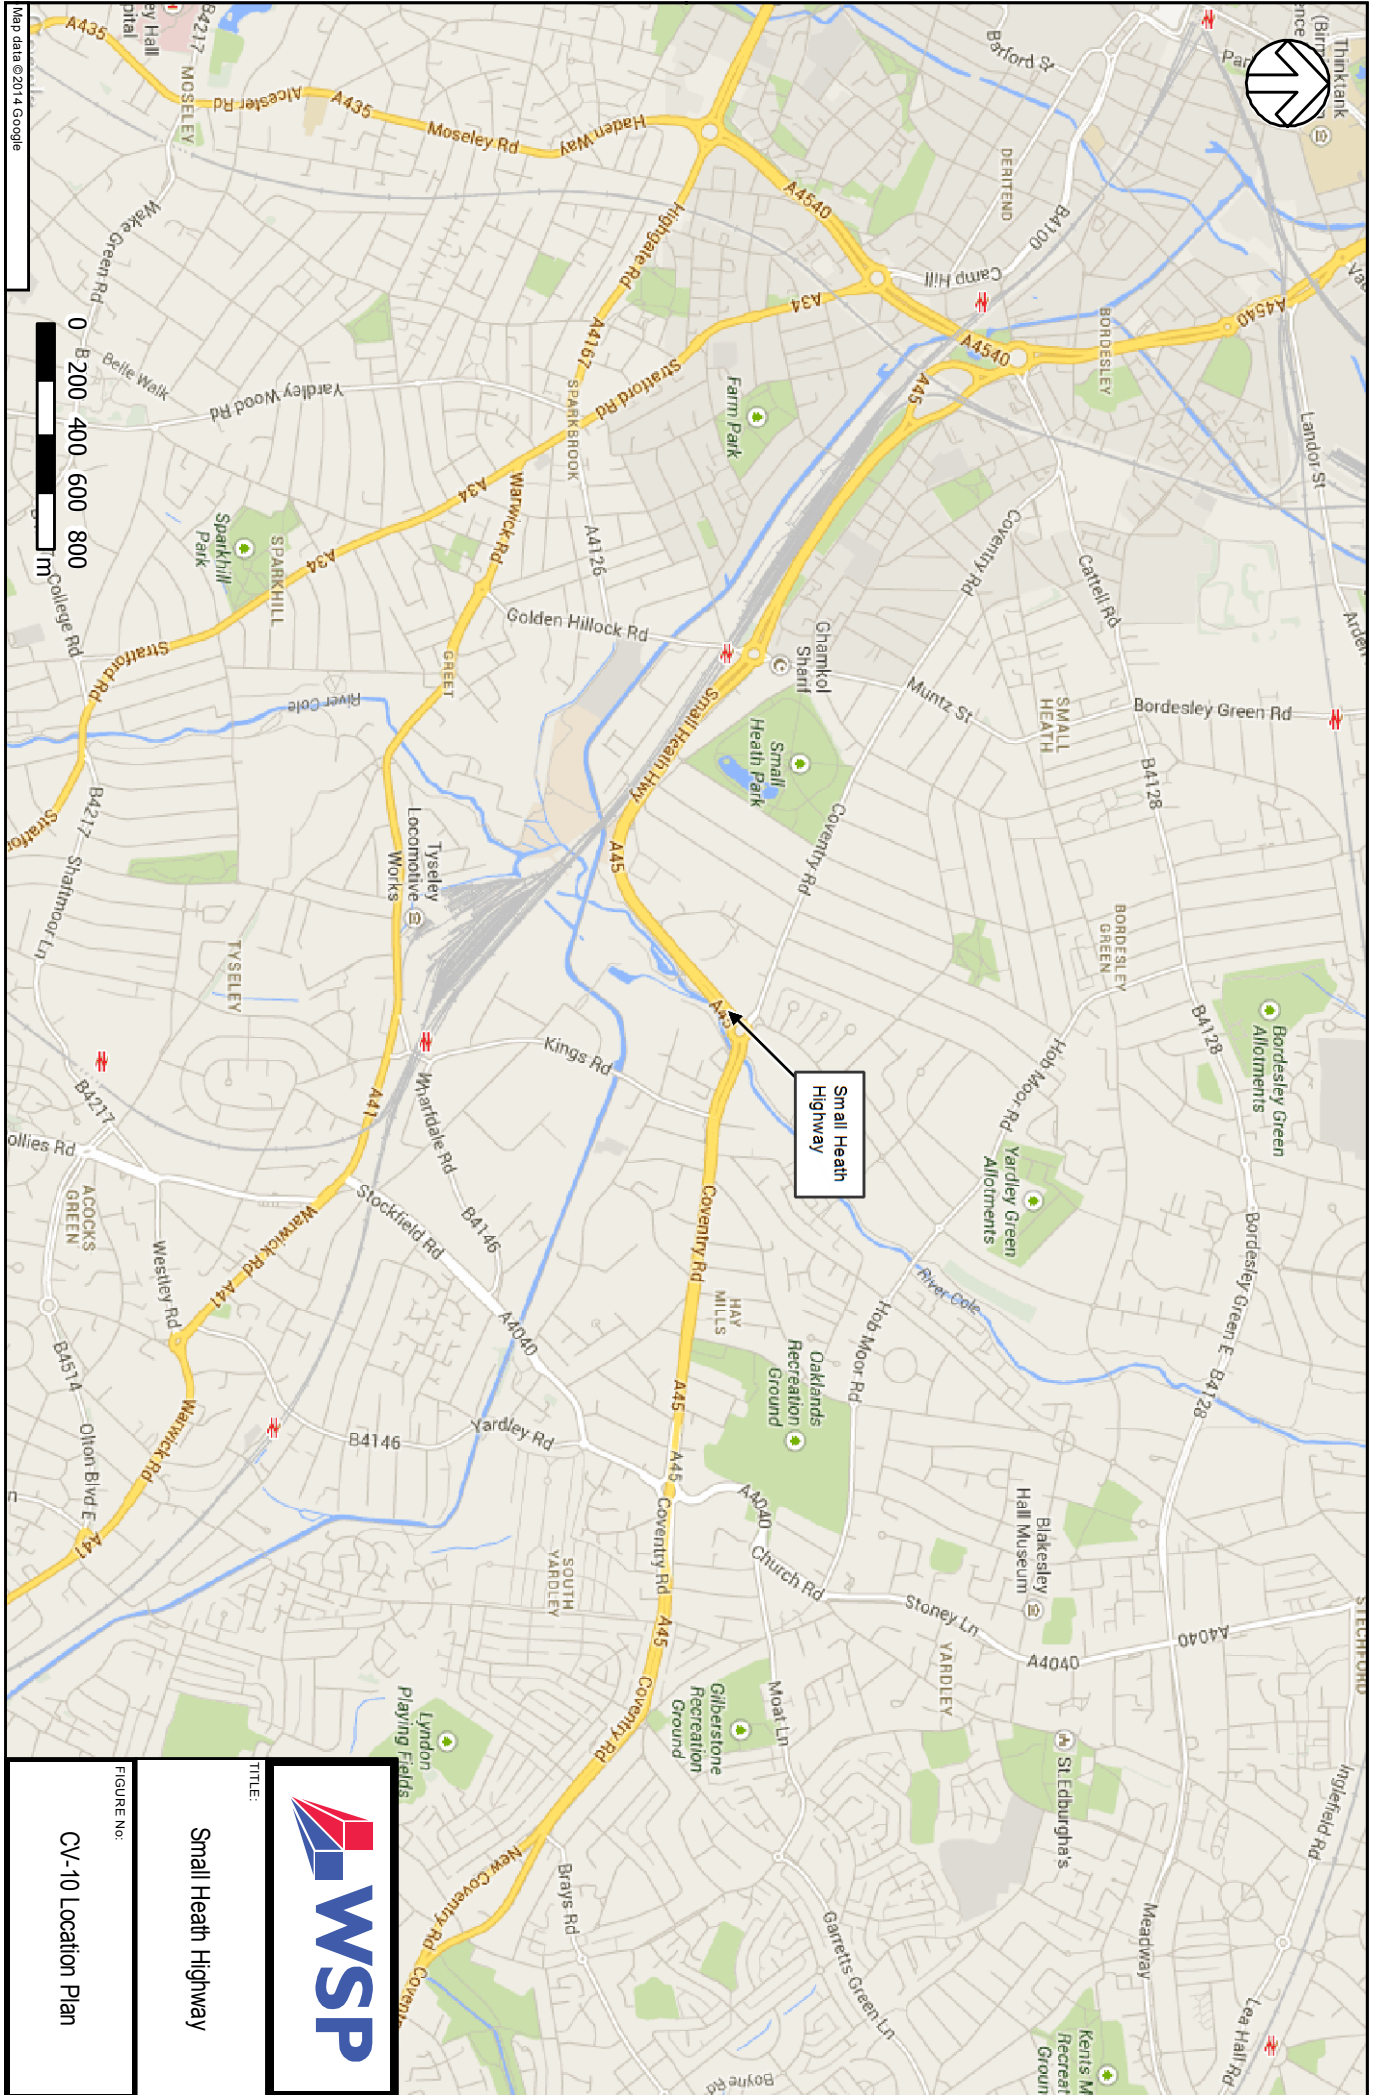 Thinktank
Barford St
DERITEND
B4100
Camp Hill
BORDESLEY
A4540
A4540
A4540
A45
A34
Landor St
Cattell Rd
Coventry Rd
Bordesley Green Rd
SMALL
HEATH
Muntz St
B4128
BORDESLEY
GREEN
B4128
Bordesley Green
Allotments
Hob Moor Rd
Yardley Green
Allotments
Bordesley Green E
B4128
River Cole
Hob Moor Rd
Blakesley
Hall Museum
Stoney Ln
A4040
A4040
STECHFORD
YARDLEY
St Edburgha's
Inglefield Rd
Meadway
Lea Hall Rd
Garretts Green Ln
Boyne Rd
Moat Ln
Church Rd
A4040
Gilberstone
Recreation
Ground
Oaklands
Recreation
Ground
HAY
MILLS
Small Heath
Highway
Ghamkol
Sharif
Small
Heath Park
Coventry Rd
Farm Park
Small Heath Hwy
A45
A45
Coventry Rd
A45
A45
Coventry Rd
A45
Coventry Rd
Brays Rd
New Coventry Rd
SOUTH
YARDLEY
Lyndon
Playing Fields
Yardley Rd
A4040
B4146
Stockfield Rd
B4146
Wharfdale Rd
Kings Rd
A41
Warwick Rd
A41
Warwick Rd
A41
Westley Rd
ACOCKS
GREEN
B4514
Olton Blvd E
B4217
TYSELEY
Tyseley
Locomotive
Works
Shaftmoor Ln
B4217
River Cole
GREET
Golden Hillock Rd
A4126
Warwick Rd
SPARKBROOK
A34
A34
Stratford Rd
Stratford Rd
SPARKHILL
Sparkhill
Park
College Rd
Highgate Rd
A4167
Yardley Wood Rd
Belle Walk
Wake Green Rd
MOSELEY
B4217
A435
Alcester Rd
A435
Moseley Rd
Haden Way
0 200 400 600 800
m
Map data ©2014 Google
WSP
TITLE:
Small Heath Highway
FIGURE No:
CV-10 Location Plan